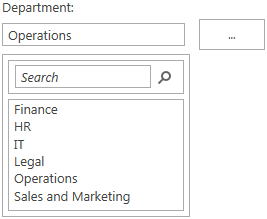 Department:
Operations
...
Search
Finance
HR
IT
Legal
Operations
Sales and Marketing